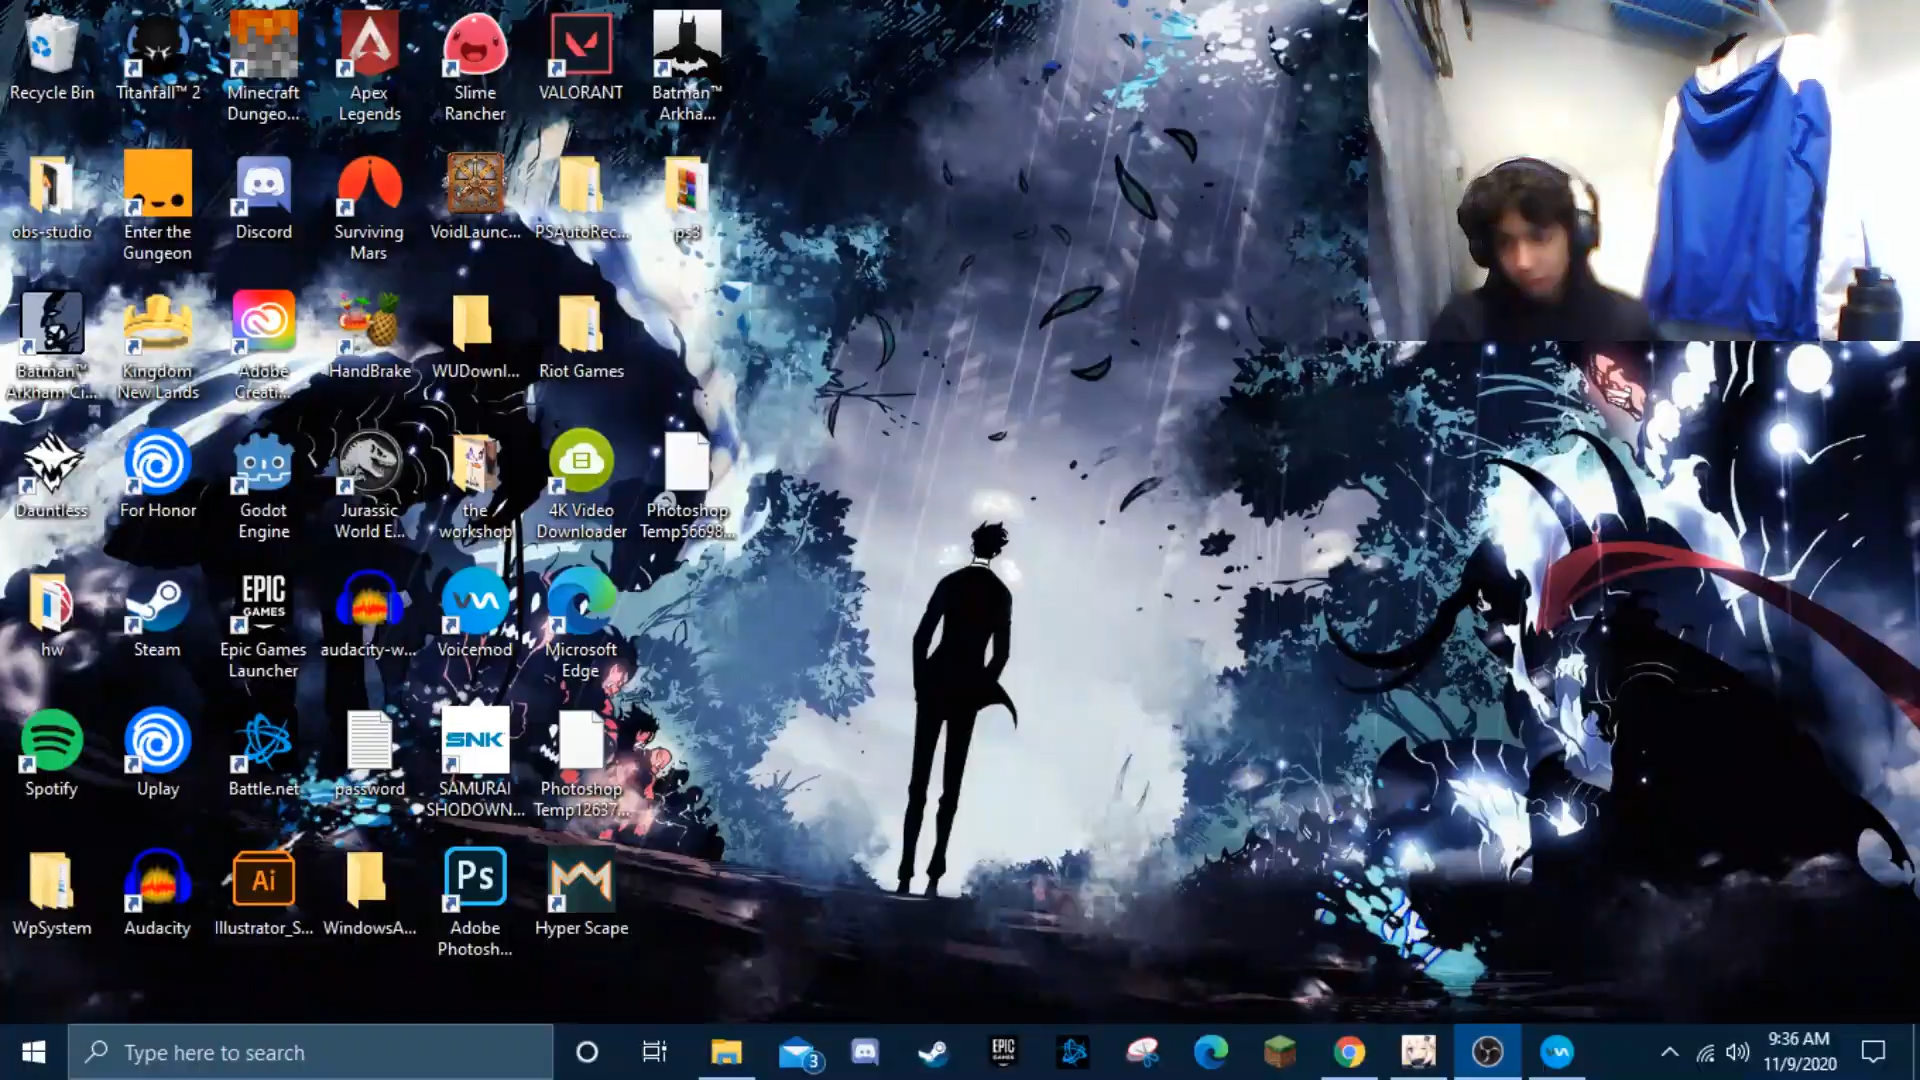 Recycle Bin
Titanfall™ 2
Minecraft
Dungeo...
Apex
Legends
Slime
Rancher
VALORANT
Batman™
Arkha...
obs-studio
Enter the
Gungeon
Discord
Surviving
Mars
VoidLaunc...
PSAutoRec...
ps3
Batman™
Arkham Ci...
Kingdom
New Lands
Adobe
Creati...
HandBrake
WUDownl...
Riot Games
Dauntless
For Honor
Godot
Engine
Jurassic
World E...
the
workshop
4K Video
Downloader
Photoshop
Temp56698...
hw
Steam
EPIC
GAMES
Epic Games
Launcher
audacity-w...
Voicemod
Microsoft
Edge
Spotify
Uplay
Battle.net
password
SNK
SAMURAI
SHODOWN...
Photoshop
Temp12637...
WpSystem
Audacity
Ai
Illustrator_S...
WindowsA...
Ps
Adobe
Photosh...
Hyper Scape
Type here to search
3
EPIC
GAMES
9:36 AM
11/9/2020